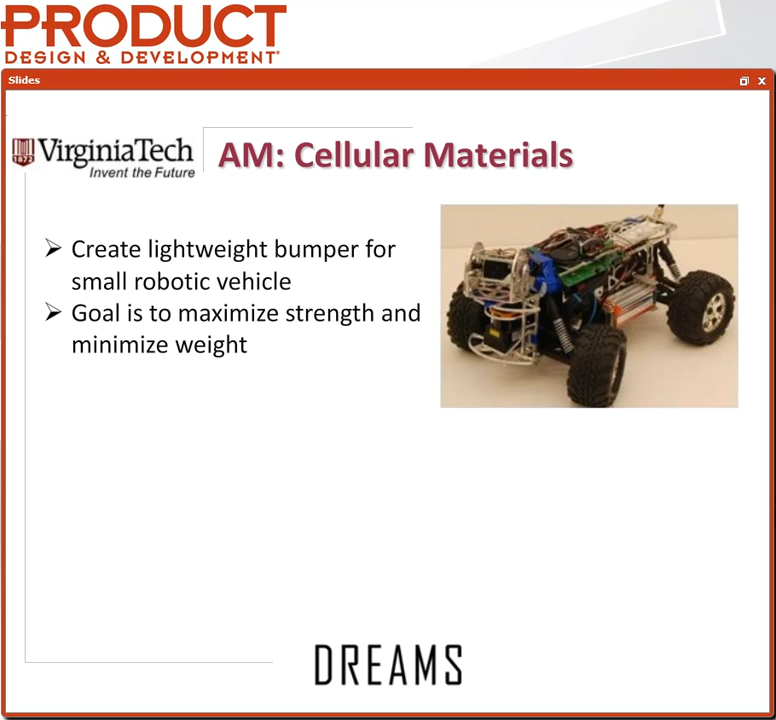 PRODUCT
DESIGN & DEVELOPMENT
Slides
VirginiaTech
1872
Invent the Future
AM: Cellular Materials
➢ Create lightweight bumper for
small robotic vehicle
➢ Goal is to maximize strength and
minimize weight
DREAMS